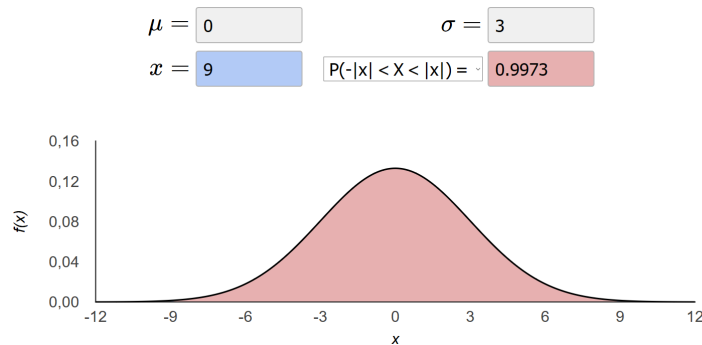 μ = 0 σ = 3
x = 9 P(-|x| < X < |x|) = 0.9973
0,16
0,12
0,08
0,04
0,00
f(x)
-12 -9 -6 -3 0 3 6 9 12
x